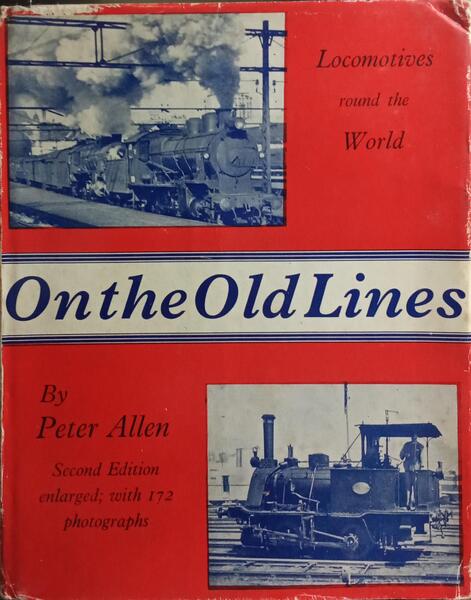 Locomotives
round the
World
On the Old Lines
By
Peter Allen
Second Edition
enlarged; with 172
photographs